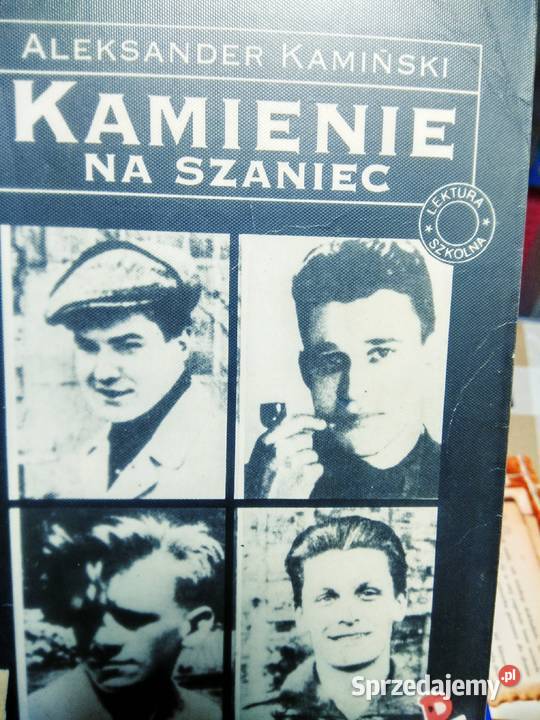 ALEKSANDER KAMIŃSKI
KAMIENIE
NA SZANIEC
LEKTURA
SZKOLNA
Sprzedajemy.pl